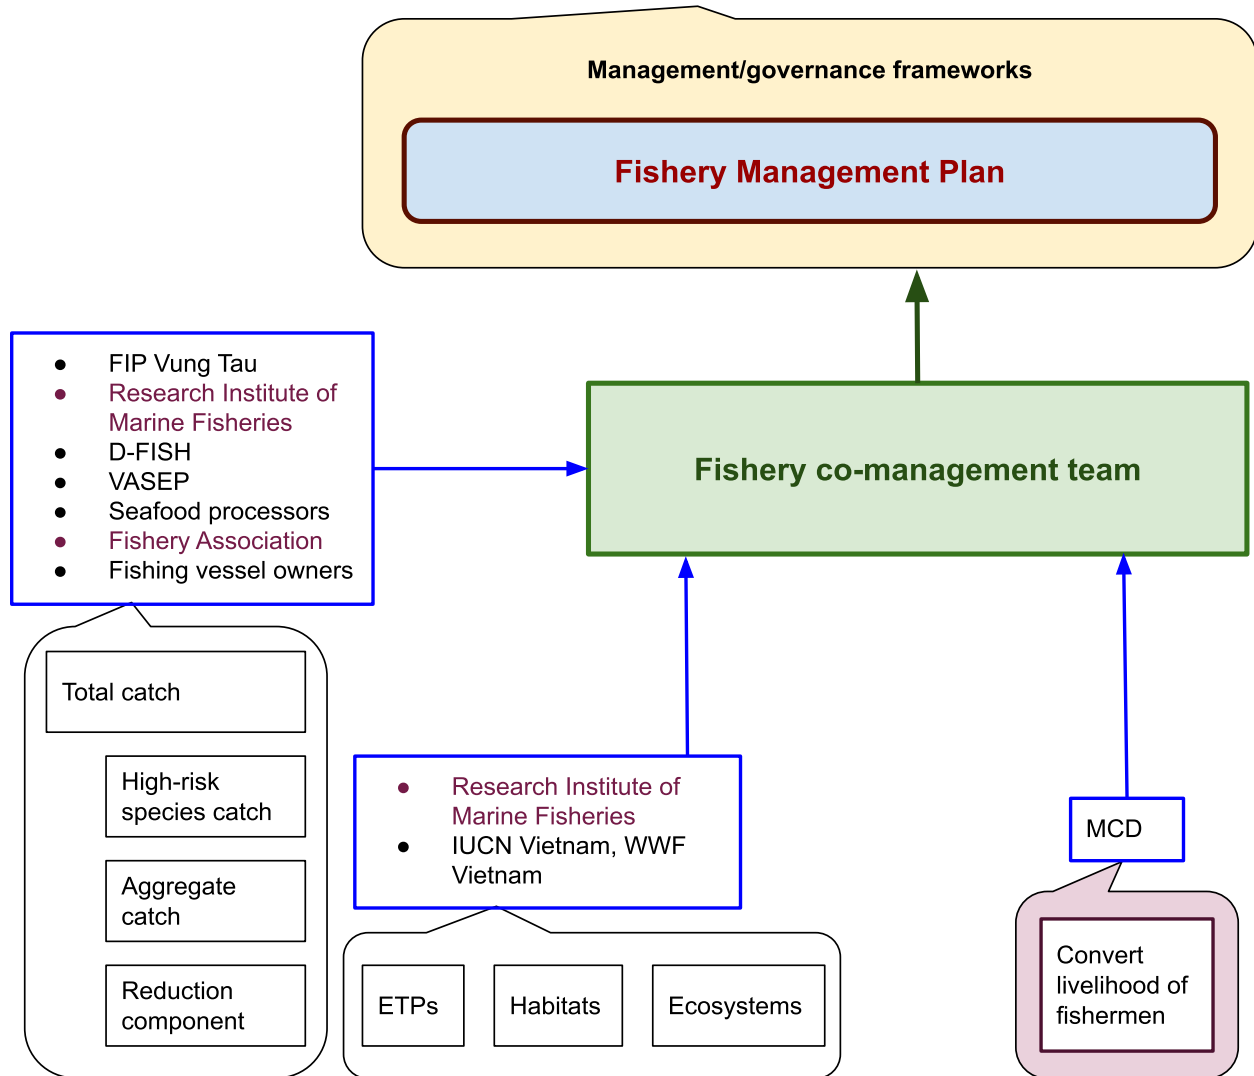 Management/governance frameworks
Fishery Management Plan
● FIP Vung Tau
● Research Institute of
Marine Fisheries
● D-FISH
● VASEP
● Seafood processors
● Fishery Association
● Fishing vessel owners
Fishery co-management team
Total catch
High-risk
species catch
Aggregate
catch
Reduction
component
● Research Institute of
Marine Fisheries
● IUCN Vietnam, WWF
Vietnam
ETPs
Habitats
Ecosystems
MCD
Convert
livelihood of
fishermen